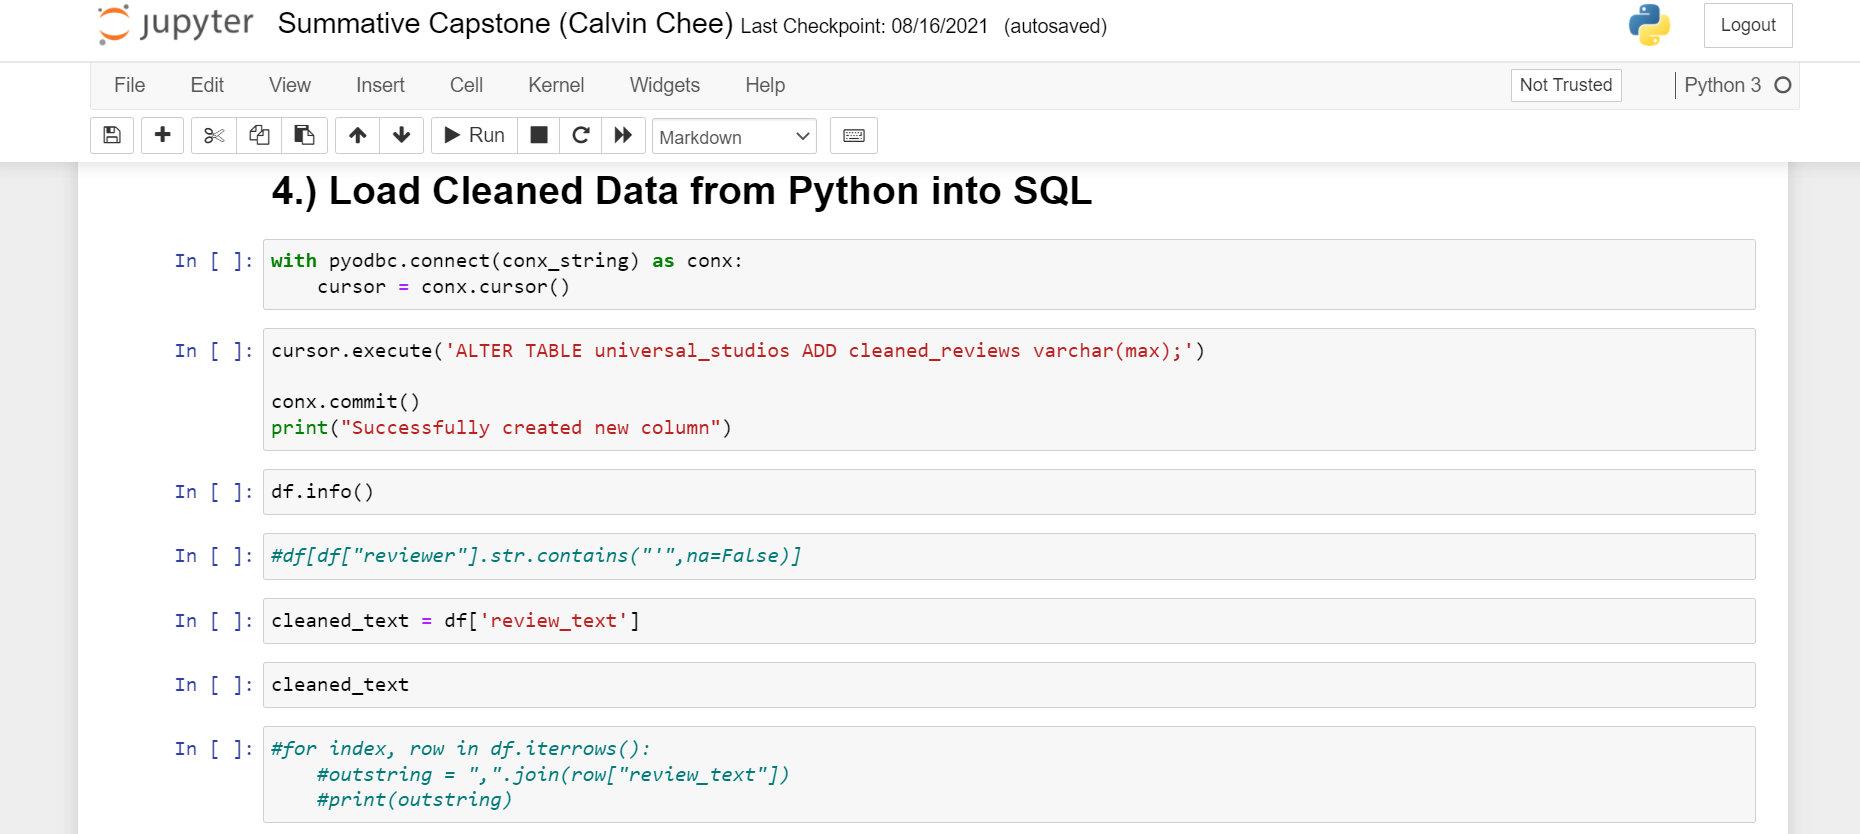 jupyter Summative Capstone (Calvin Chee) Last Checkpoint: 08/16/2021 (autosaved)
Logout
File Edit View Insert Cell Kernel Widgets Help
Not Trusted
Python 3
Run
Markdown
4.) Load Cleaned Data from Python into SQL
In [ ]: with pyodbc.connect(conx_string) as conx:
    cursor = conx.cursor()
In [ ]: cursor.execute('ALTER TABLE universal_studios ADD cleaned_reviews varchar(max);')
conx.commit()
print("Successfully created new column")
In [ ]: df.info()
In [ ]: #df[df["reviewer"].str.contains("'",na=False)]
In [ ]: cleaned_text = df['review_text']
In [ ]: cleaned_text
In [ ]: #for index, row in df.iterrows():
    #outstring = ",".join(row["review_text"])
    #print(outstring)